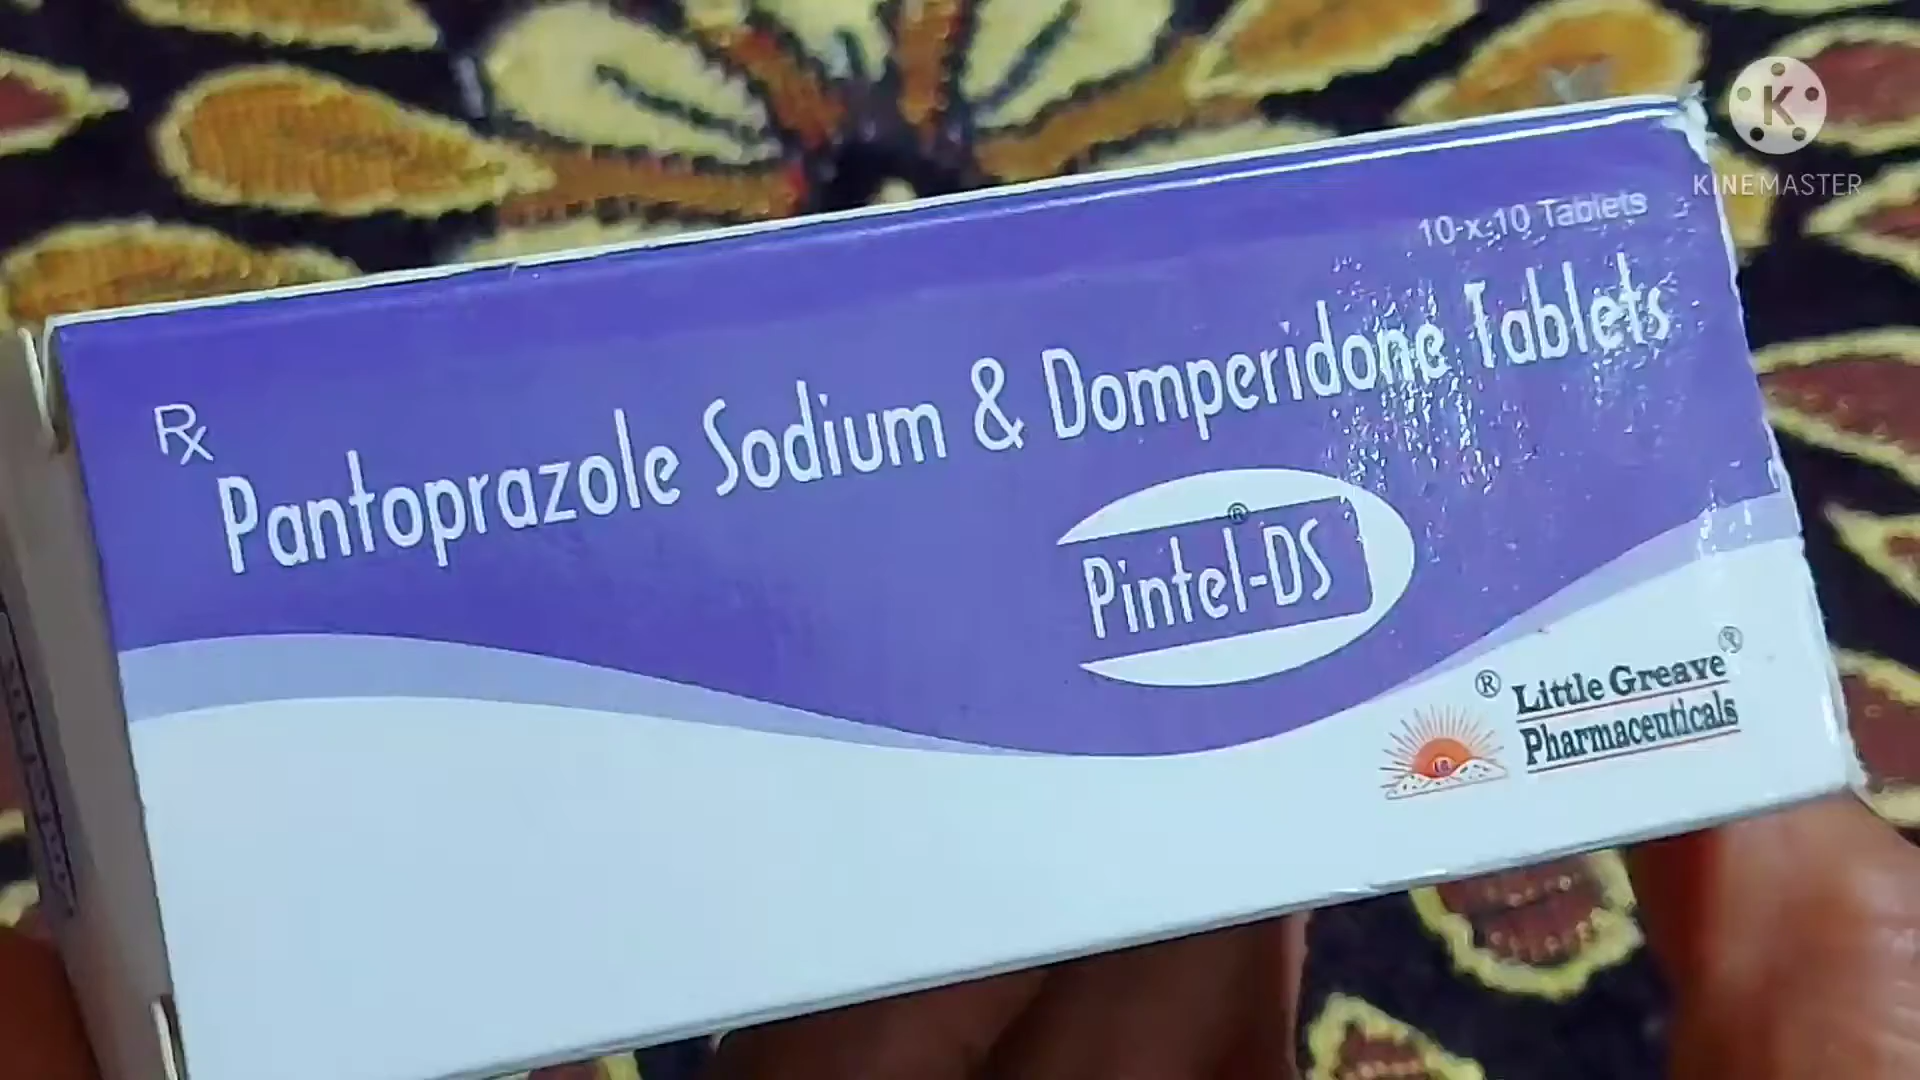 K
KINEMASTER
10 x 10 Tablets
Rx
Pantoprazole Sodium & Domperidone Tablets
Pintel-DS®
® Little Greave®
Pharmaceuticals